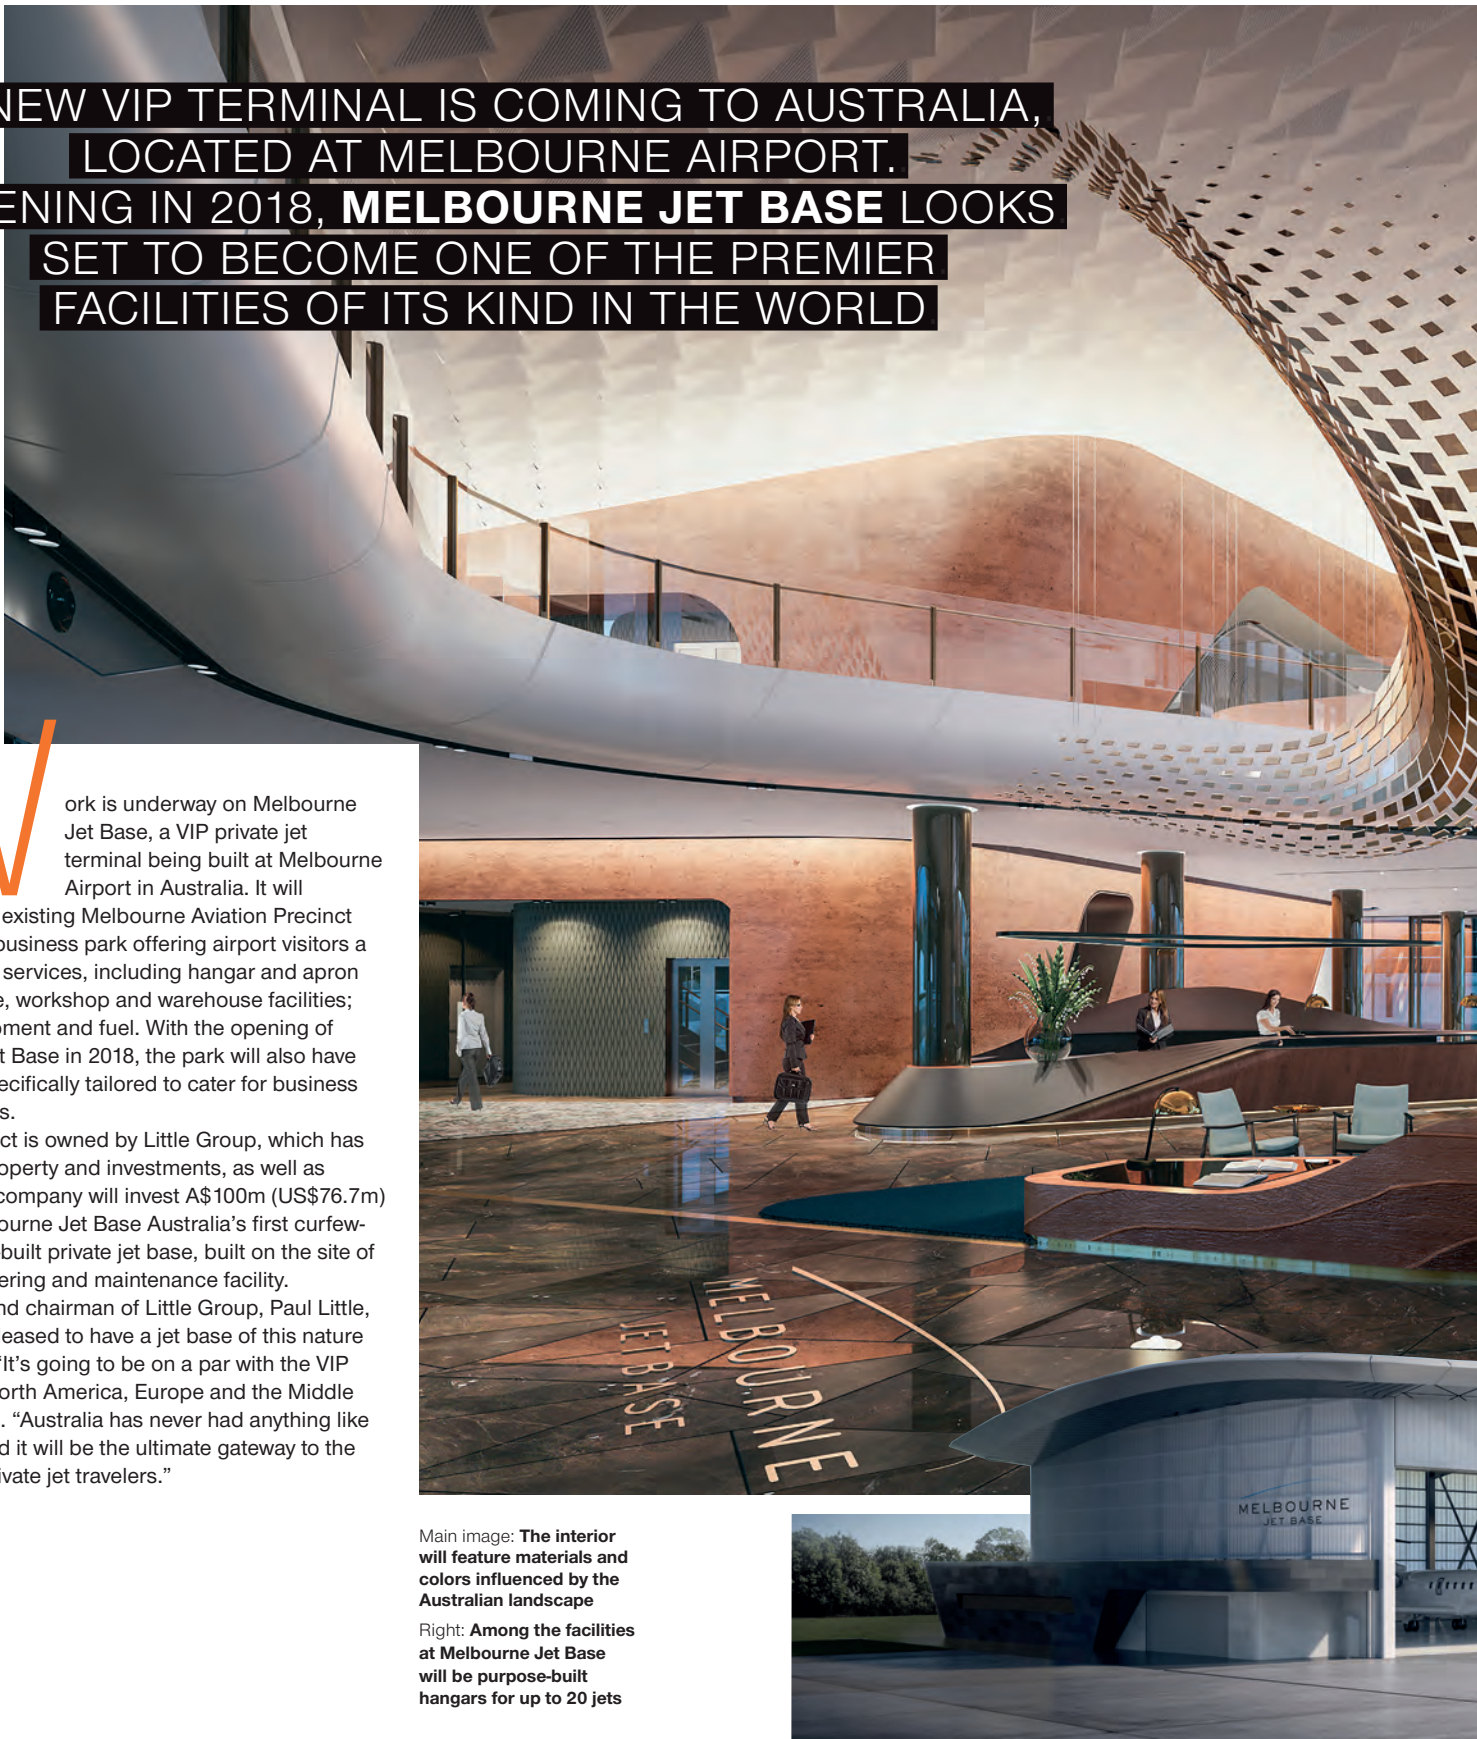 NEW VIP TERMINAL IS COMING TO AUSTRALIA,
LOCATED AT MELBOURNE AIRPORT.
ENING IN 2018, MELBOURNE JET BASE LOOKS
SET TO BECOME ONE OF THE PREMIER
FACILITIES OF ITS KIND IN THE WORLD
Work is underway on Melbourne
Jet Base, a VIP private jet
terminal being built at Melbourne
Airport in Australia. It will
existing Melbourne Aviation Precinct
business park offering airport visitors a
services, including hangar and apron
e, workshop and warehouse facilities;
oment and fuel. With the opening of
t Base in 2018, the park will also have
ecifically tailored to cater for business
s.
ct is owned by Little Group, which has
operty and investments, as well as
company will invest A$100m (US$76.7m)
ourne Jet Base Australia’s first curfew-
built private jet base, built on the site of
ering and maintenance facility.
nd chairman of Little Group, Paul Little,
leased to have a jet base of this nature
“It’s going to be on a par with the VIP
orth America, Europe and the Middle
. “Australia has never had anything like
d it will be the ultimate gateway to the
ivate jet travelers.”
MELBOURNE
JET BASE
MELBOURNE
JET BASE
Main image: The interior
will feature materials and
colors influenced by the
Australian landscape
Right: Among the facilities
at Melbourne Jet Base
will be purpose-built
hangars for up to 20 jets